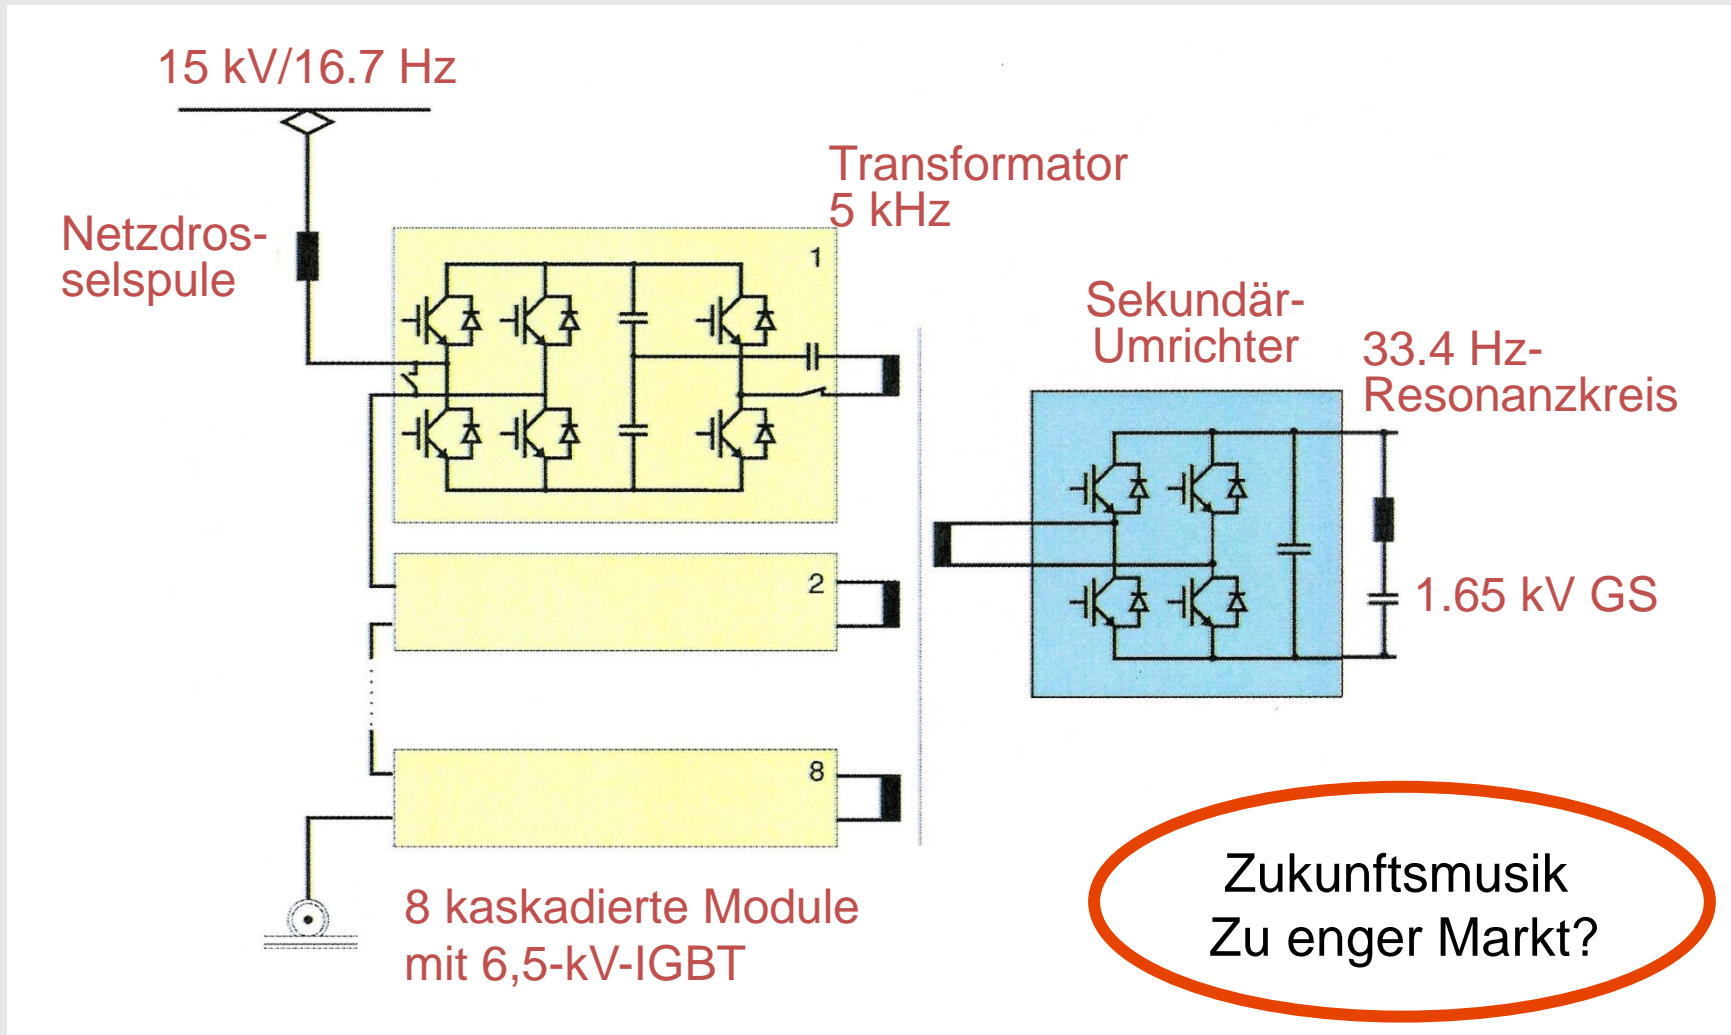 15 kV/16.7 Hz
Transformator
5 kHz
Netzdros-
selspule
1
Sekundär-
Umrichter
33.4 Hz-
Resonanzkreis
2
1.65 kV GS
8
8 kaskadierte Module
mit 6,5-kV-IGBT
Zukunftsmusik
Zu enger Markt?